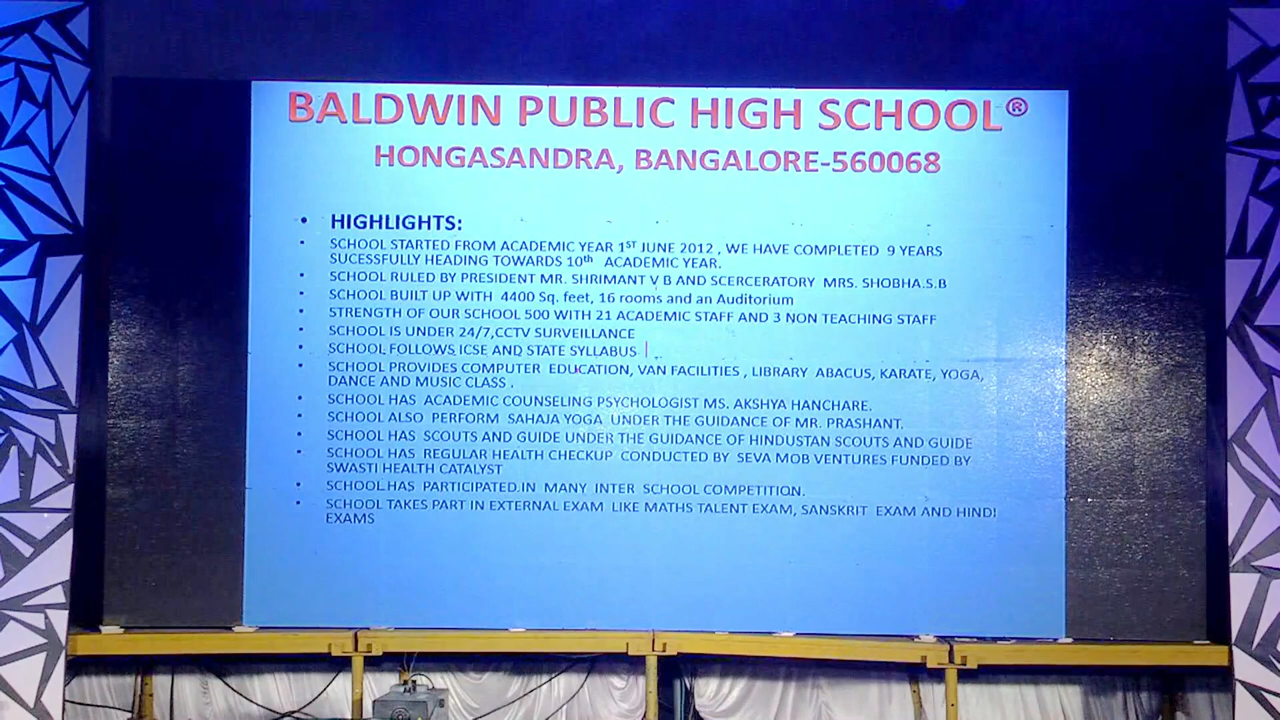 BALDWIN PUBLIC HIGH SCHOOL®
HONGASANDRA, BANGALORE-560068
• HIGHLIGHTS:
• SCHOOL STARTED FROM ACADEMIC YEAR 1ST JUNE 2012 , WE HAVE COMPLETED 9 YEARS
SUCESSFULLY HEADING TOWARDS 10th ACADEMIC YEAR.
• SCHOOL RULED BY PRESIDENT MR. SHRIMANT V B AND SCERCERATORY MRS. SHOBHA.S.B
• SCHOOL BUILT UP WITH 4400 Sq. feet, 16 rooms and an Auditorium
• STRENGTH OF OUR SCHOOL 500 WITH 21 ACADEMIC STAFF AND 3 NON TEACHING STAFF
• SCHOOL IS UNDER 24/7,CCTV SURVEILLANCE
• SCHOOL FOLLOWS ICSE AND STATE SYLLABUS
• SCHOOL PROVIDES COMPUTER EDUCATION, VAN FACILITIES , LIBRARY ABACUS, KARATE, YOGA,
DANCE AND MUSIC CLASS .
• SCHOOL HAS ACADEMIC COUNSELING PSYCHOLOGIST MS. AKSHYA HANCHARE.
• SCHOOL ALSO PERFORM SAHAJA YOGA UNDER THE GUIDANCE OF MR. PRASHANT.
• SCHOOL HAS SCOUTS AND GUIDE UNDER THE GUIDANCE OF HINDUSTAN SCOUTS AND GUIDE
• SCHOOL HAS REGULAR HEALTH CHECKUP CONDUCTED BY SEVA MOB VENTURES FUNDED BY
SWASTI HEALTH CATALYST
• SCHOOL HAS PARTICIPATED IN MANY INTER SCHOOL COMPETITION.
• SCHOOL TAKES PART IN EXTERNAL EXAM LIKE MATHS TALENT EXAM, SANSKRIT EXAM AND HINDI
EXAMS